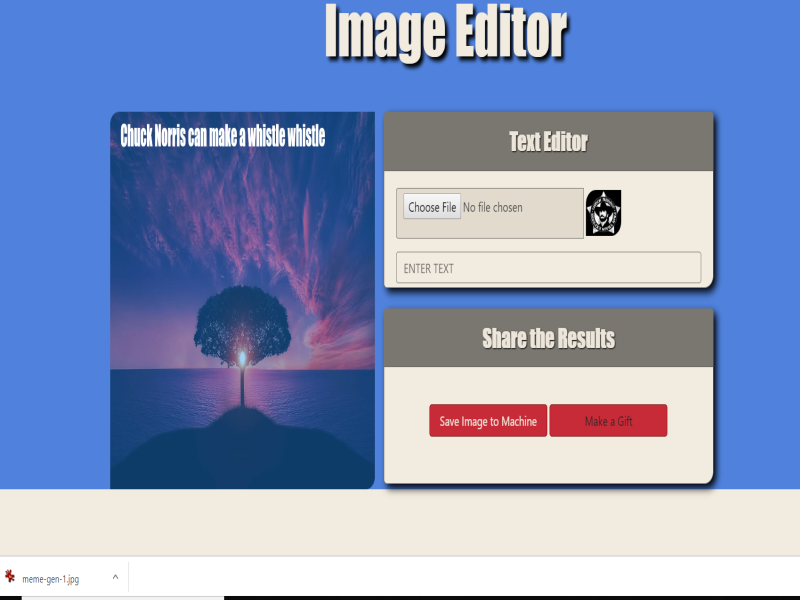 Image Editor
Chuck Norris can make a whistle whistle
Text Editor
Choose File No file chosen
ENTER TEXT
Share the Results
Save Image to Machine
Make a Gift
meme-gen-1.jpg